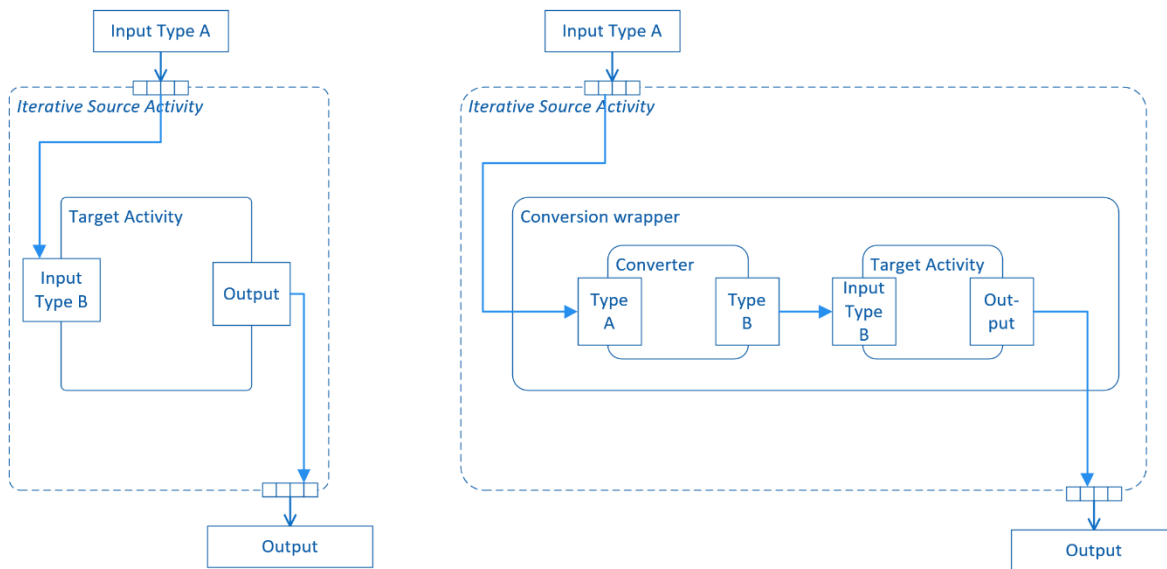 Input Type A
Iterative Source Activity
Target Activity
Input
Type B
Output
Output
Input Type A
Iterative Source Activity
Conversion wrapper
Converter
Type
A
Type
B
Target Activity
Input
Type
B
Out-
put
Output